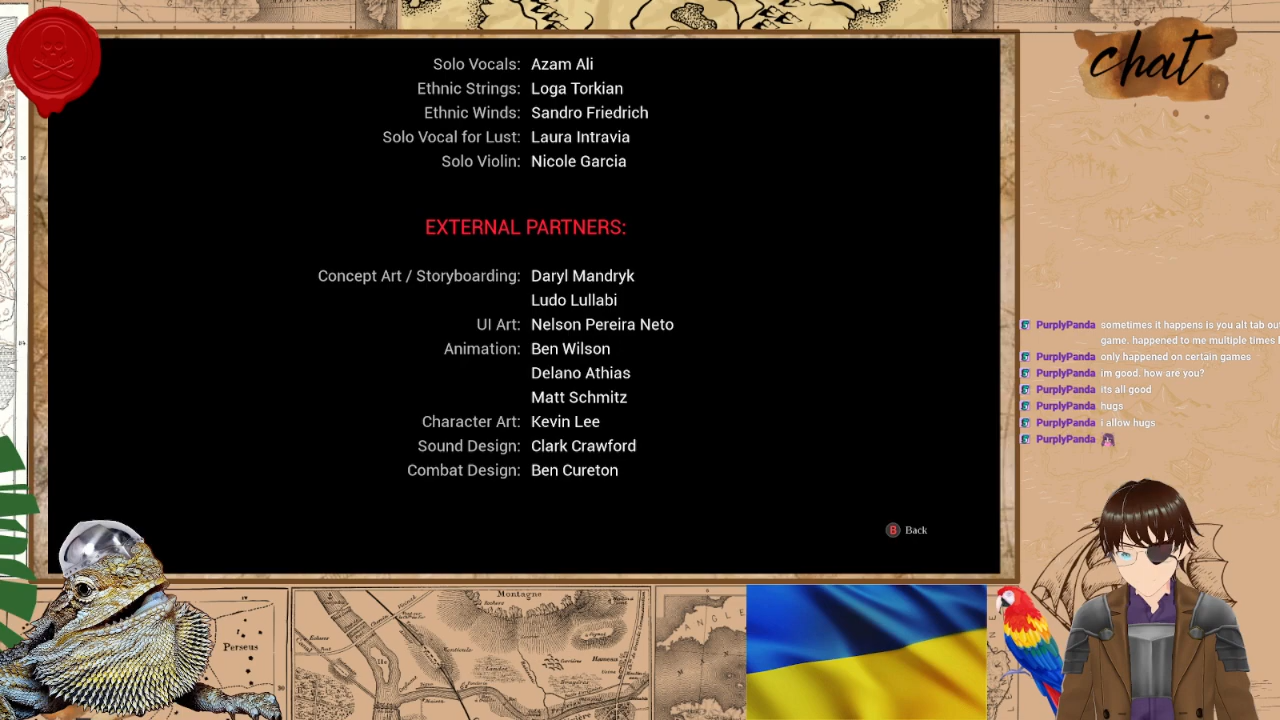 chat
Solo Vocals: Azam Ali
Ethnic Strings: Loga Torkian
Ethnic Winds: Sandro Friedrich
Solo Vocal for Lust: Laura Intravia
Solo Violin: Nicole Garcia
EXTERNAL PARTNERS:
Concept Art / Storyboarding: Daryl Mandryk
Ludo Lullabi
UI Art: Nelson Pereira Neto
Animation: Ben Wilson
Delano Athias
Matt Schmitz
Character Art: Kevin Lee
Sound Design: Clark Crawford
Combat Design: Ben Cureton
B Back
PurplyPanda sometimes it happens is you alt tab out
game. happened to me multiple times
PurplyPanda only happened on certain games
PurplyPanda im good. how are you?
PurplyPanda its all good
PurplyPanda hugs
PurplyPanda i allow hugs
PurplyPanda
Perseus
Montagne